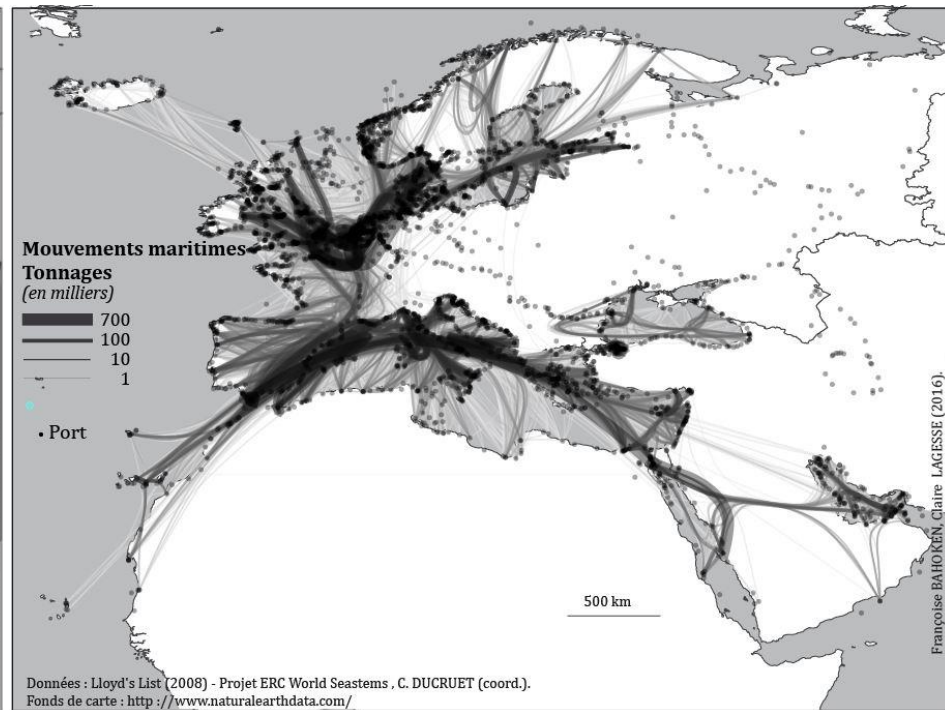 Mouvements maritimes
Tonnages
(en milliers)
700
100
10
1
Port
500 km
Françoise BAHOKEN, Claire LAGESSE (2016).
Données : Lloyd's List (2008) - Projet ERC World Seastems , C. DUCRUET (coord.).
Fonds de carte : http ://www.naturalearthdata.com/